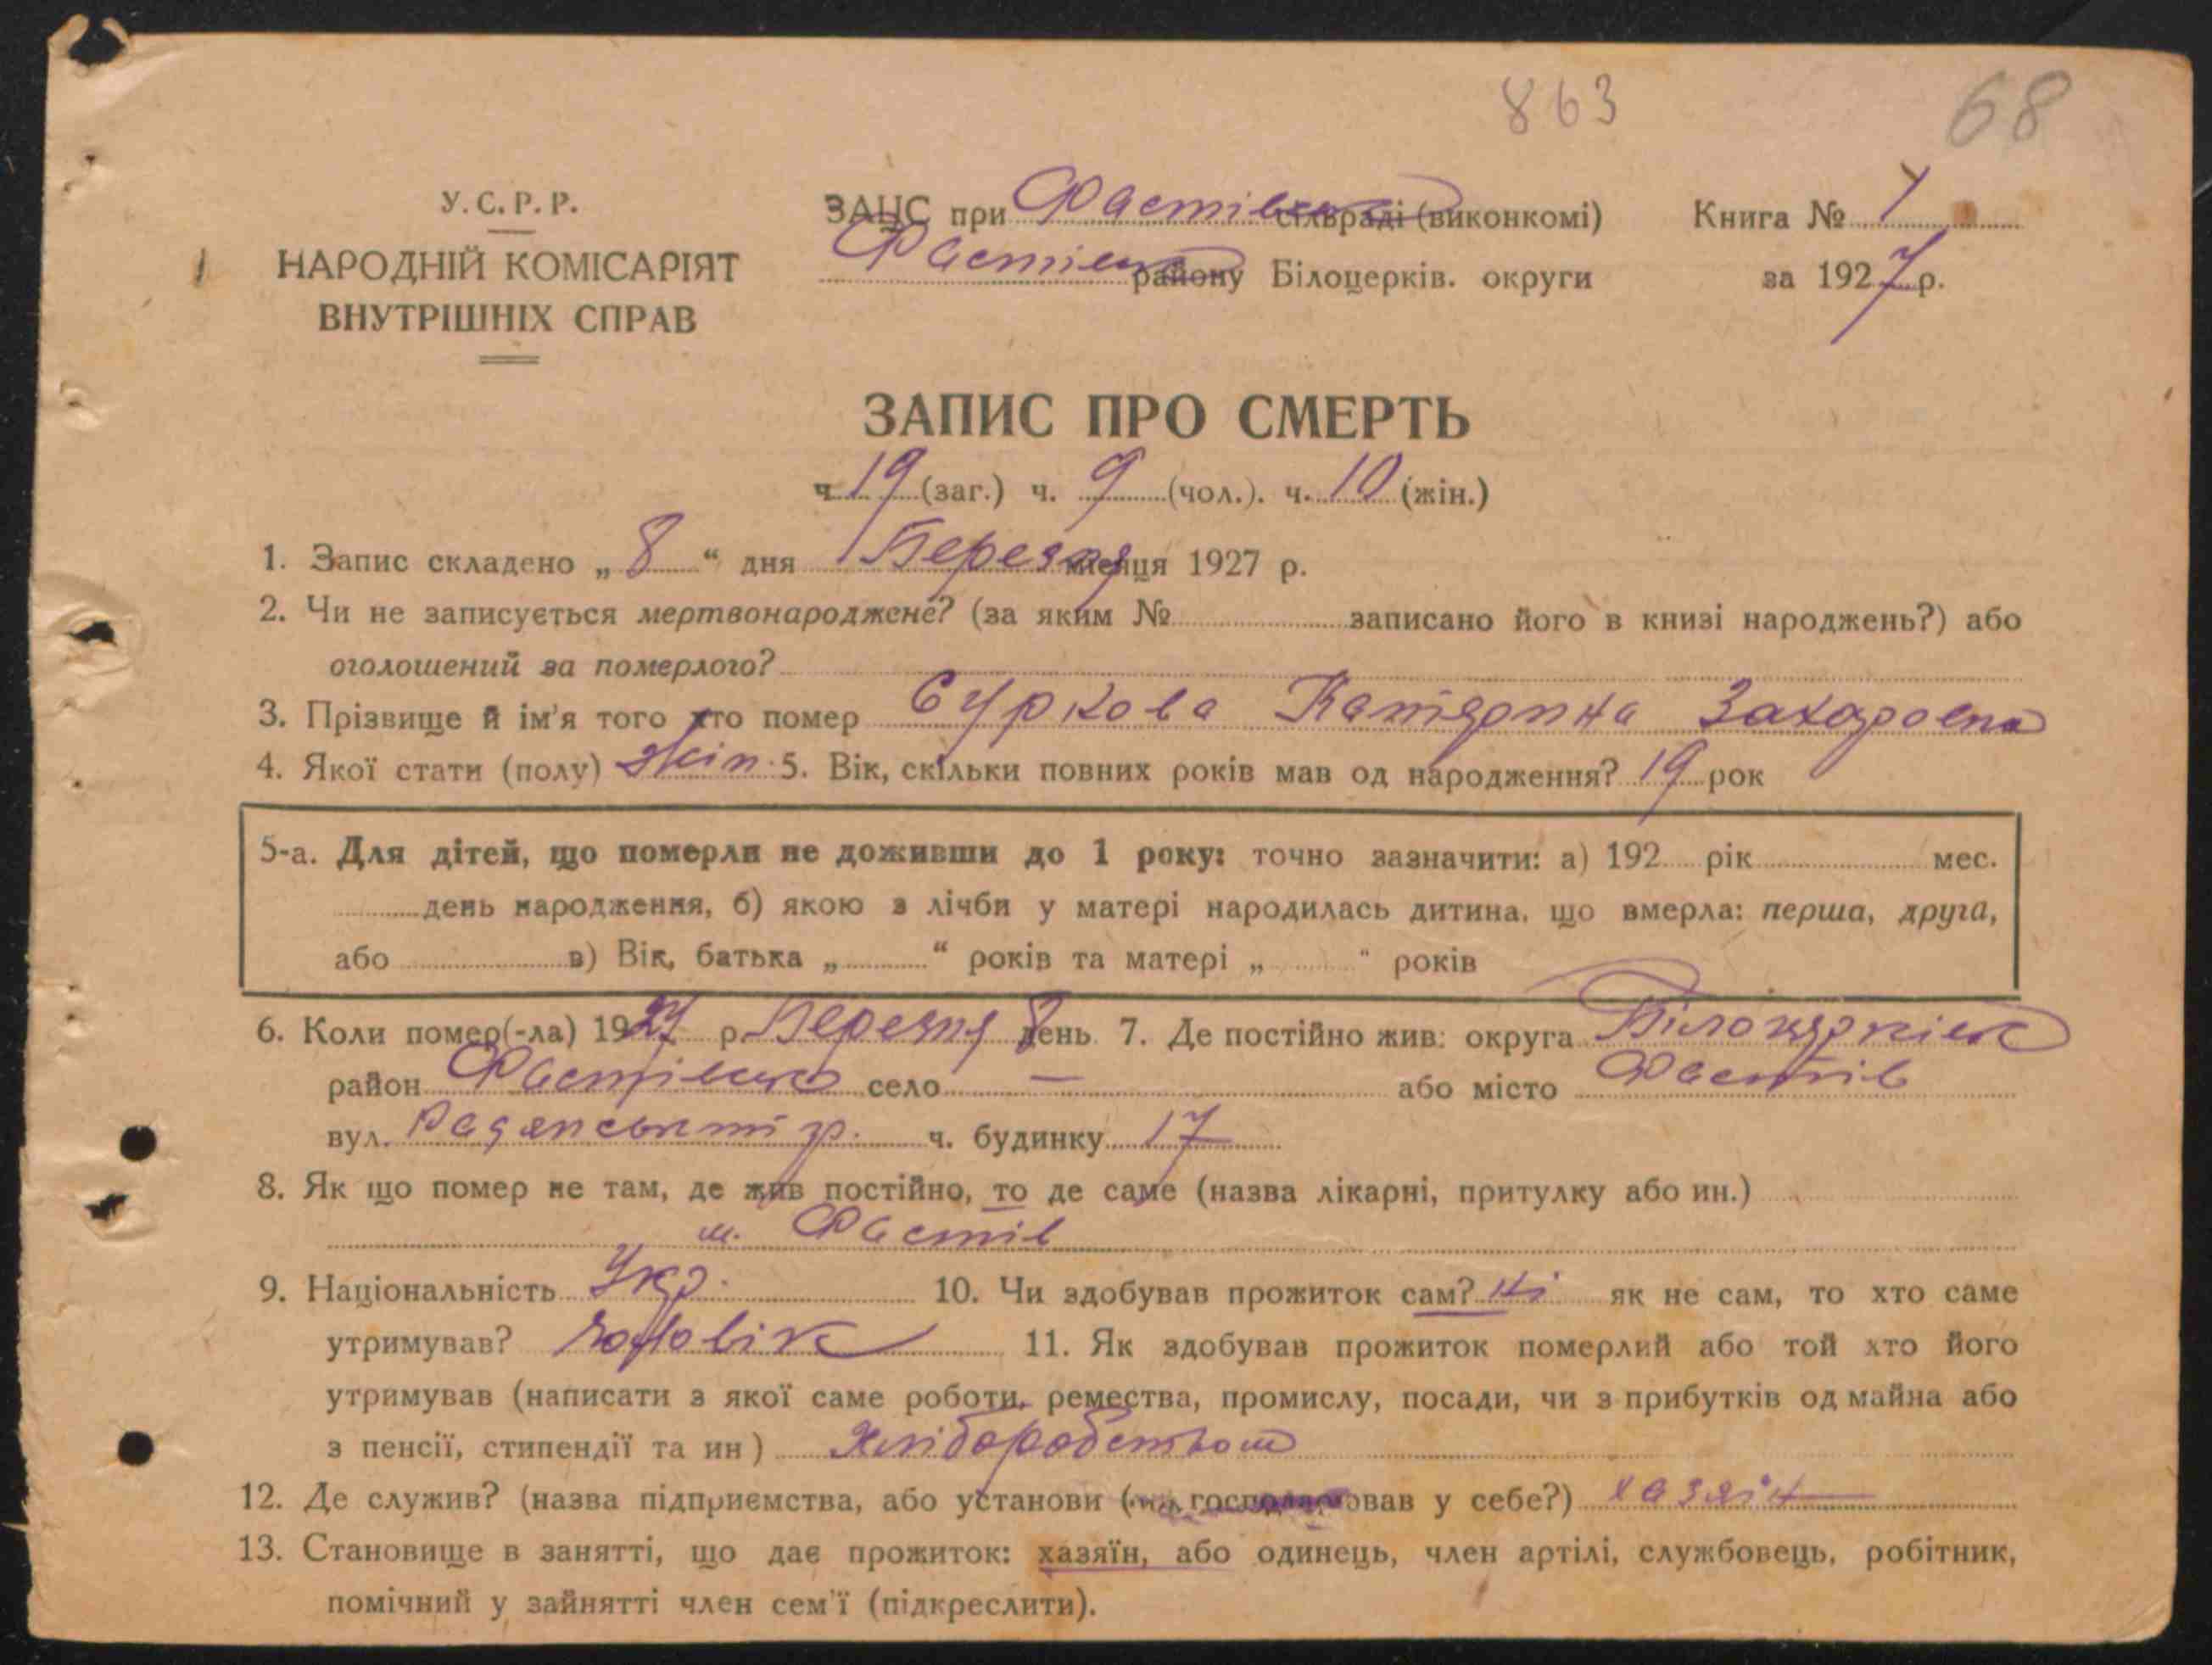 863 68
У.С.Р.Р.
НАРОДНІЙ КОМІСАРІЯТ
ВНУТРІШНІХ СПРАВ
ЗАЦС при Фастівськ сільраді (виконкомі)
Фастівськ району Білоцерків. округи
Книга № 1
за 1927 р.
ЗАПИС ПРО СМЕРТЬ
ч. 19 (заг.) ч. 9 (чол.). ч. 10 (жін.)
1. Запис складено „ 8 “ дня Березня місяця 1927 р.
2. Чи не записується мертвонароджене? (за яким № записано його в книзі народжень?) або
оголошений за померлого?
3. Прізвище й ім'я того хто помер Суркова Катярина Захаровна
4. Якої стати (полу) жін. 5. Вік, скільки повних років мав од народження? 19 рок
5-а. Для дітей, що померли не доживши до 1 року: точно зазначити: а) 192 рік мес.
день народження, б) якою з лічби у матері народилась дитина, що вмерла: перша, друга,
або в) Вік, батька „ “ років та матері „ “ років
6. Коли помер(-ла) 1927 р. Березня 8 день 7. Де постійно жив: округа Білоцярківск
район Фастівськ село — або місто Фастів
вул. ч. будинку 17
8. Як що помер не там, де жив постійно, то де саме (назва лікарні, притулку або ин.)
м. Фастів
9. Національність Укр. 10. Чи здобував прожиток сам? ні як не сам, то хто саме
утримував? Чоловік 11. Як здобував прожиток померлий або той хто його
утримував (написати з якої саме роботи, ремества, промислу, посади, чи з прибутків од майна або
з пенсії, стипендії та ин) Хліборобством
12. Де служив? (назва підприємства, або установи ( господарював у себе?) хазяїн
13. Становище в занятті, що дає прожиток: хазяїн, або одинець, член артілі, службовець, робітник,
помічний у зайнятті член сем'ї (підкреслити).